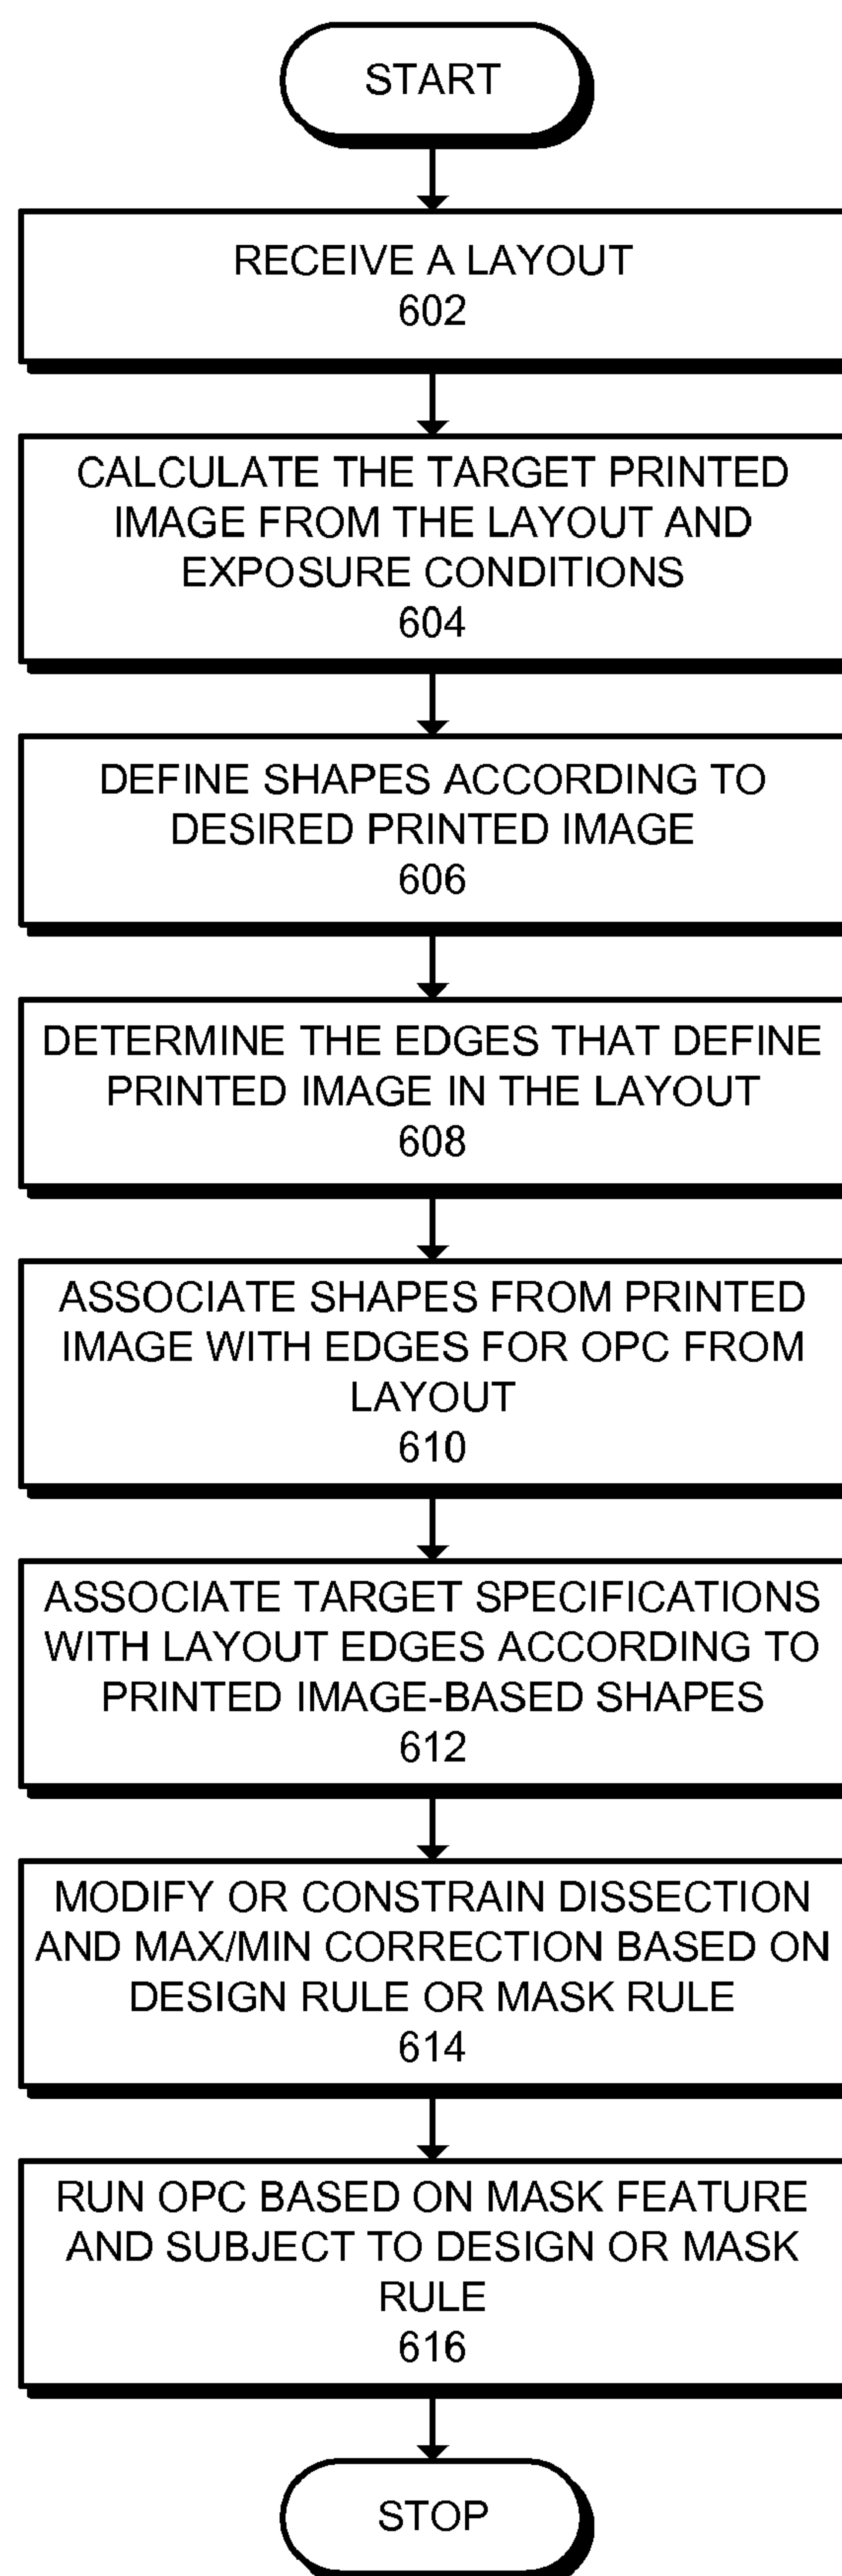 START
RECEIVE A LAYOUT
602
CALCULATE THE TARGET PRINTED
IMAGE FROM THE LAYOUT AND
EXPOSURE CONDITIONS
604
DEFINE SHAPES ACCORDING TO
DESIRED PRINTED IMAGE
606
DETERMINE THE EDGES THAT DEFINE
PRINTED IMAGE IN THE LAYOUT
608
ASSOCIATE SHAPES FROM PRINTED
IMAGE WITH EDGES FOR OPC FROM
LAYOUT
610
ASSOCIATE TARGET SPECIFICATIONS
WITH LAYOUT EDGES ACCORDING TO
PRINTED IMAGE-BASED SHAPES
612
MODIFY OR CONSTRAIN DISSECTION
AND MAX/MIN CORRECTION BASED ON
DESIGN RULE OR MASK RULE
614
RUN OPC BASED ON MASK FEATURE
AND SUBJECT TO DESIGN OR MASK
RULE
616
STOP